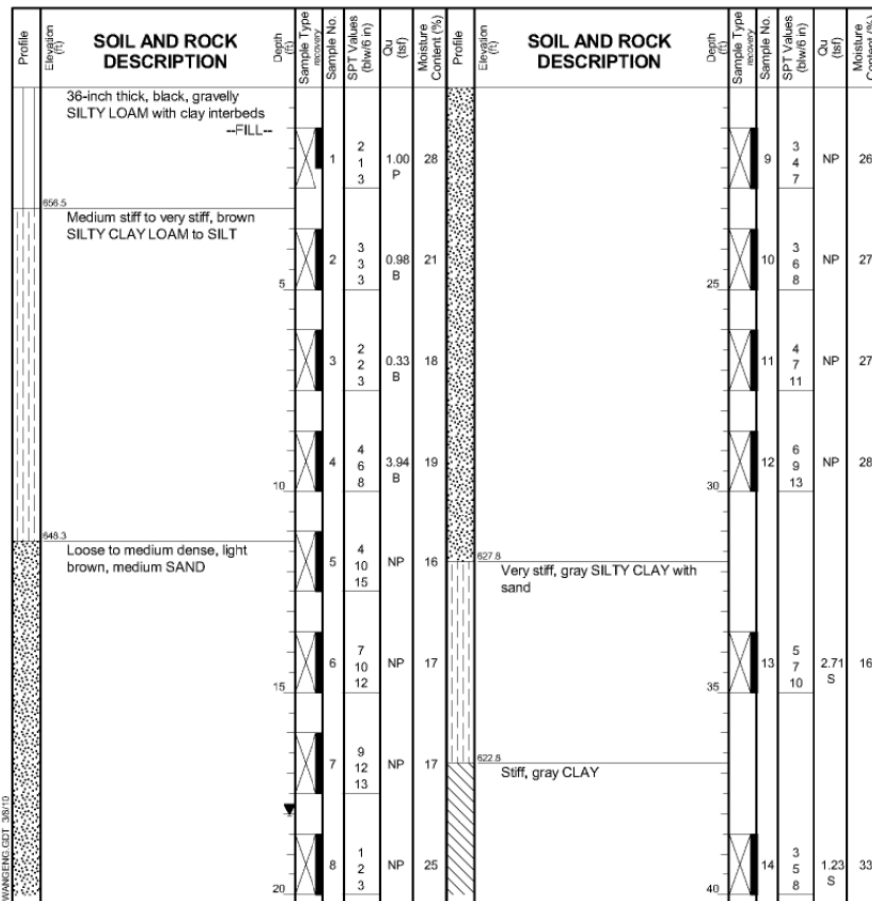 Profile
Elevation
(ft)
SOIL AND ROCK
DESCRIPTION
Depth
(ft)
Sample Type
recovery
Sample No.
SPT Values
(blw/6 in)
Qu
(tsf)
Moisture
Content (%)
36-inch thick, black, gravelly
SILTY LOAM with clay interbeds
--FILL--
1
2
1
3
1.00
P
28
656.5
Medium stiff to very stiff, brown
SILTY CLAY LOAM to SILT
2
3
3
3
0.98
B
21
5
3
2
2
3
0.33
B
18
4
4
6
8
3.94
B
19
10
648.3
Loose to medium dense, light
brown, medium SAND
5
4
10
15
NP
16
6
7
10
12
NP
17
15
7
9
12
13
NP
17
8
1
2
3
NP
25
20
WANGENG.GDT 3/8/10
Profile
Elevation
(ft)
SOIL AND ROCK
DESCRIPTION
Depth
(ft)
Sample Type
recovery
Sample No.
SPT Values
(blw/6 in)
Qu
(tsf)
Moisture
Content (%)
9
3
4
7
NP
26
10
3
6
8
NP
27
25
11
4
7
11
NP
27
12
6
9
13
NP
28
30
627.8
Very stiff, gray SILTY CLAY with
sand
13
5
7
10
2.71
S
16
35
622.8
Stiff, gray CLAY
14
3
5
8
1.23
S
33
40